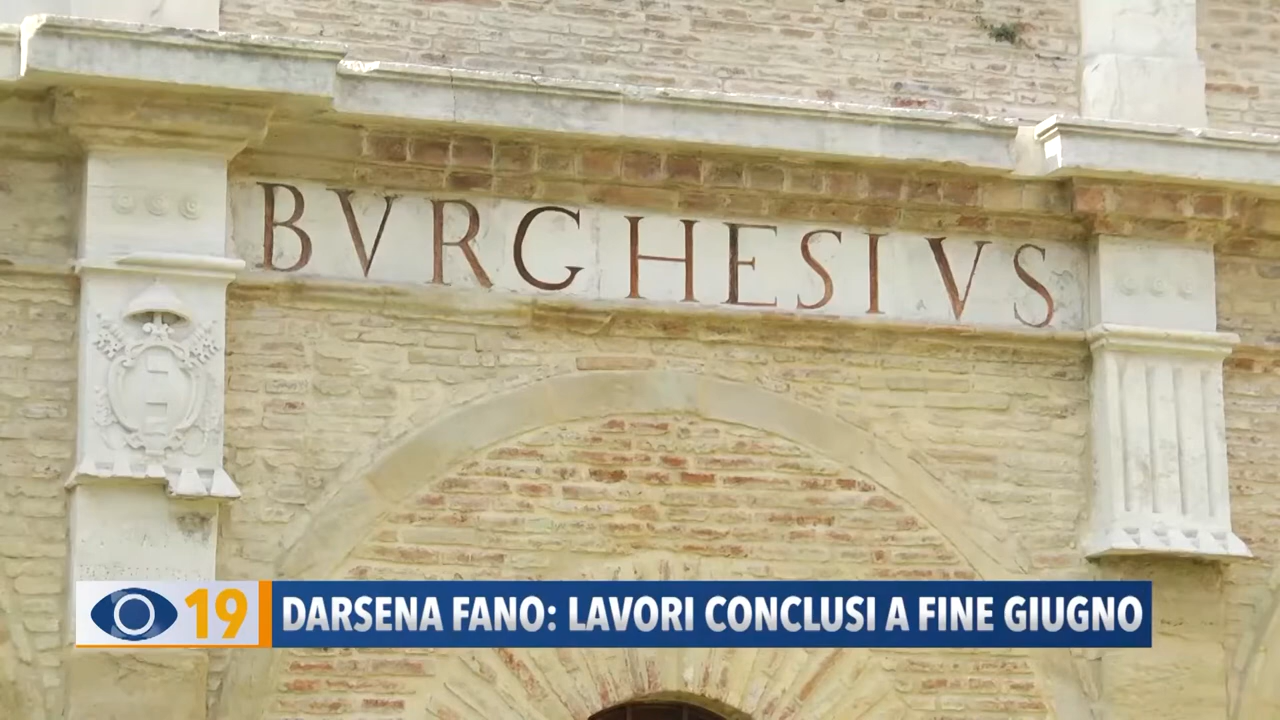 BVRGHESIVS
19 DARSENA FANO: LAVORI CONCLUSI A FINE GIUGNO